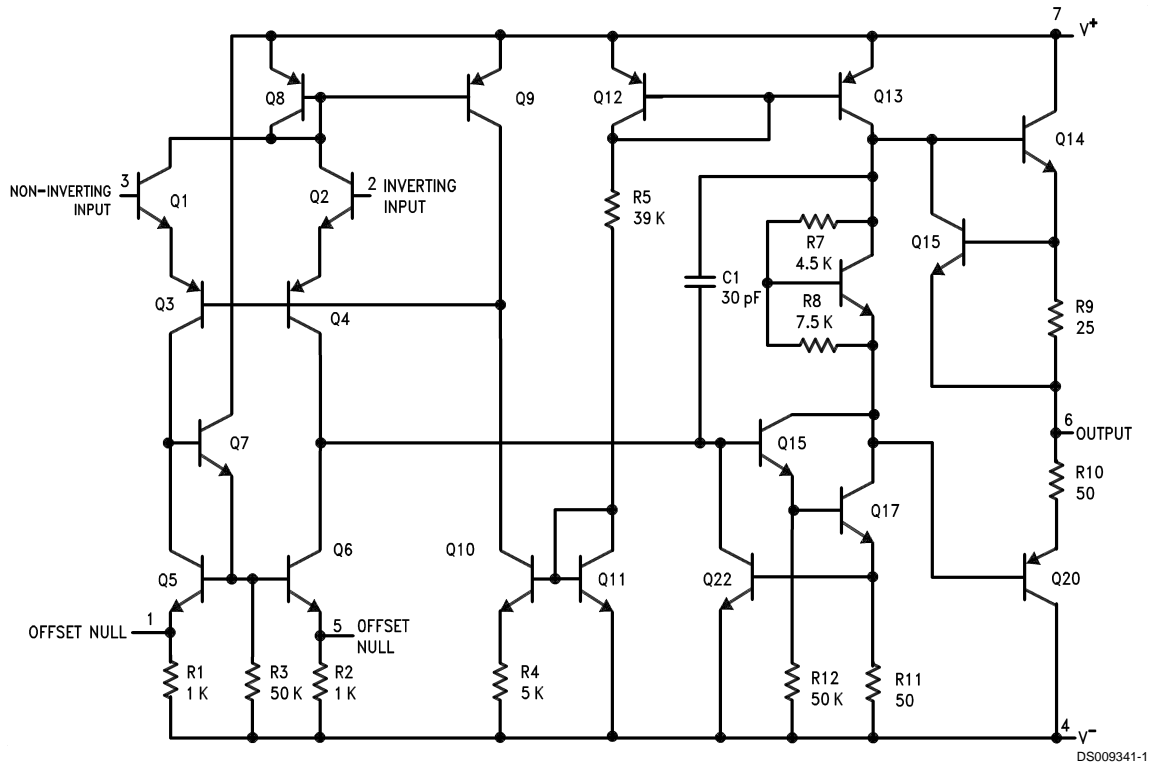 7
V+
Q8
Q9
Q12
Q13
Q14
3
NON-INVERTING
INPUT
Q1
Q2
2 INVERTING
INPUT
R5
39 K
Q15
R7
4.5 K
C1
30 pF
R8
7.5 K
Q3
Q4
R9
25
Q7
Q15
6
OUTPUT
R10
50
Q17
Q5
Q6
Q10
Q11
Q22
Q20
1
OFFSET NULL
5 OFFSET
NULL
R1
1 K
R3
50 K
R2
1 K
R4
5 K
R12
50 K
R11
50
4
V-
DS009341-1